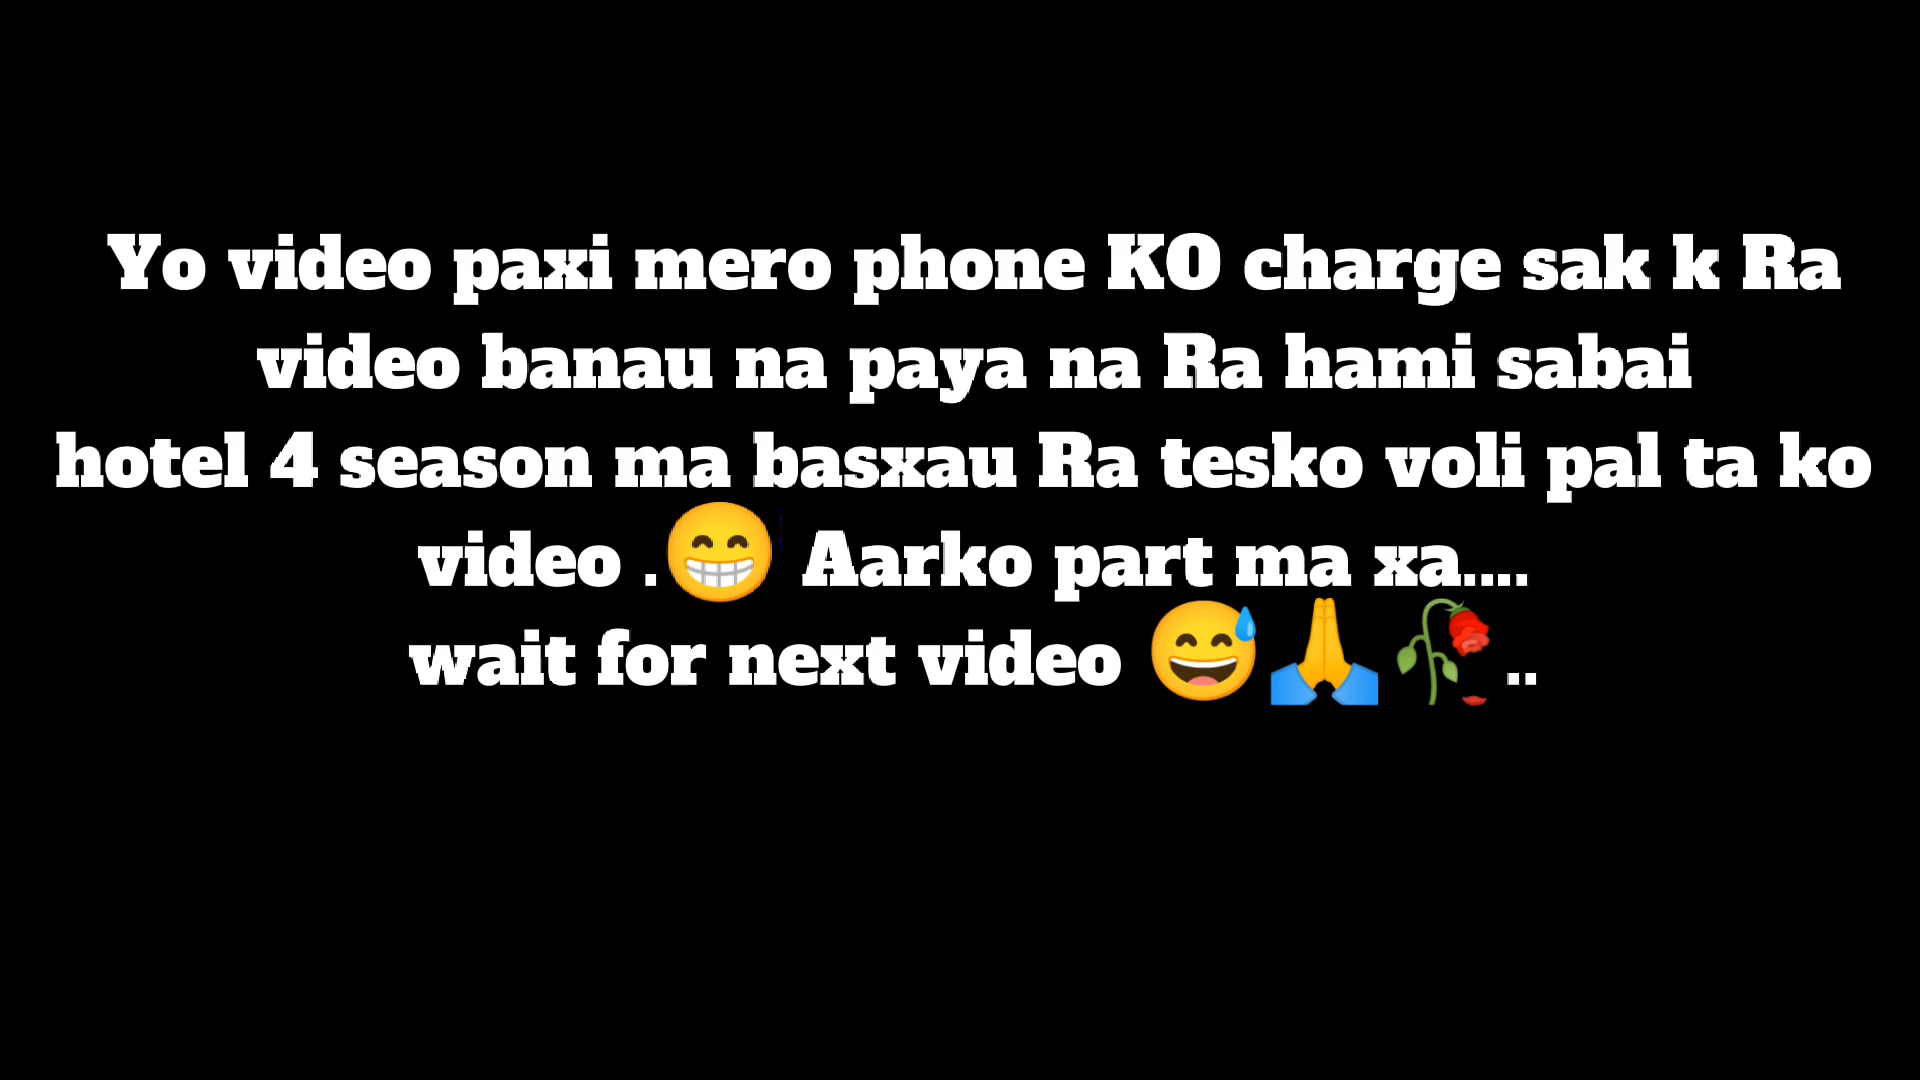 Yo video paxi mero phone KO charge sak k Ra
video banau na paya na Ra hami sabai
hotel 4 season ma basxau Ra tesko voli pal ta ko
video .😁 Aarko part ma xa....
wait for next video 😅🙏🥀..